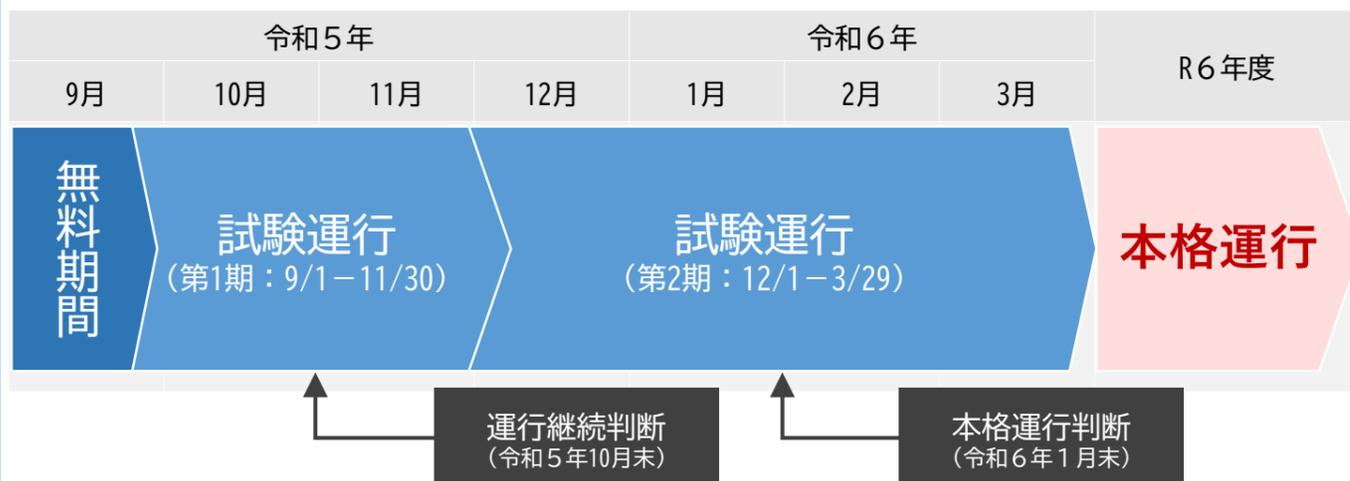 令和５年
令和６年
R６年度
9月
10月
11月
12月
1月
2月
3月
無料期間
試験運行
（第1期：9/1－11/30）
試験運行
（第2期：12/1－3/29）
本格運行
運行継続判断
（令和５年10月末）
本格運行判断
（令和６年１月末）